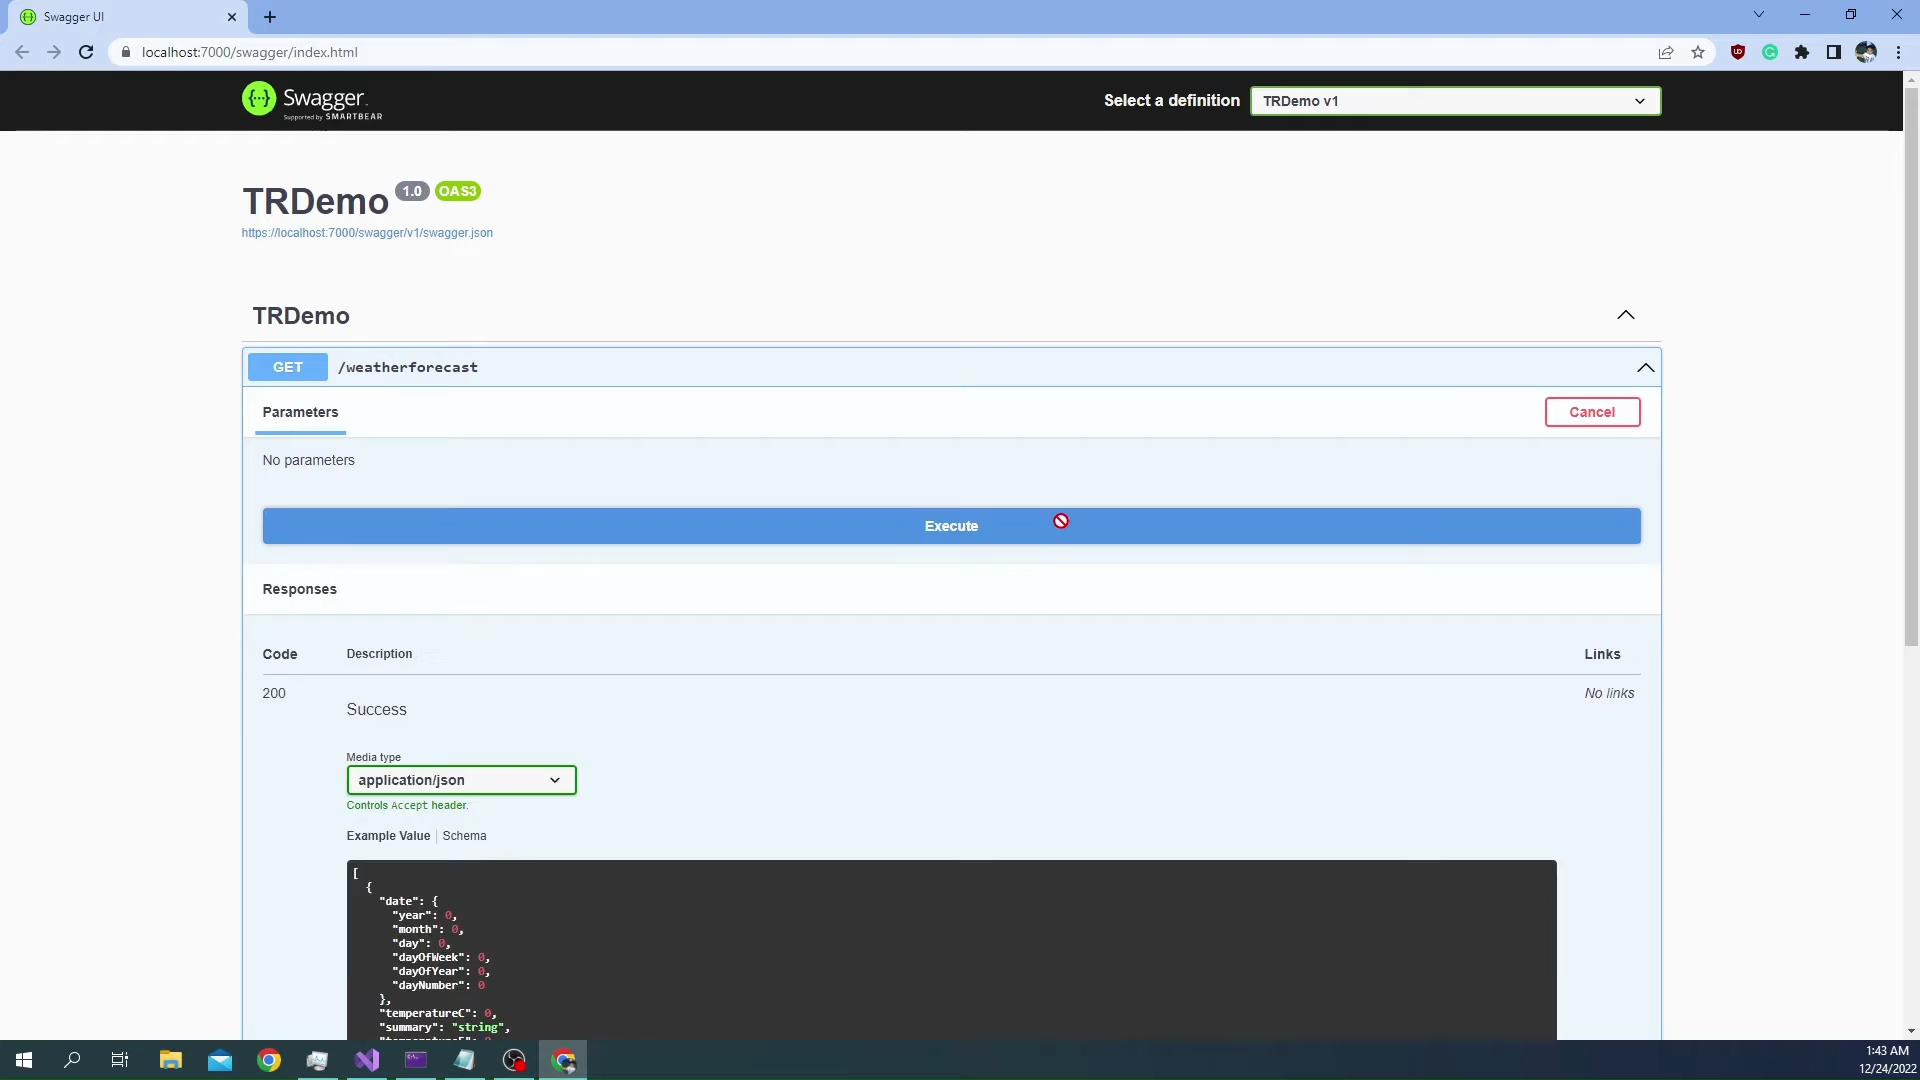 Swagger UI
localhost:7000/swagger/index.html
Swagger.
Supported by SMARTBEAR
Select a definition
TRDemo v1
TRDemo 1.0 OAS3
https://localhost:7000/swagger/v1/swagger.json
TRDemo
GET /weatherforecast
Parameters
Cancel
No parameters
Execute
Responses
Code Description Links
200
Success
No links
Media type
application/json
Controls Accept header.
Example Value | Schema
[
{
"date": {
"year": 0,
"month": 0,
"day": 0,
"dayOfWeek": 0,
"dayOfYear": 0,
"dayNumber": 0
},
"temperatureC": 0,
"summary": "string",
1:43 AM
12/24/2022